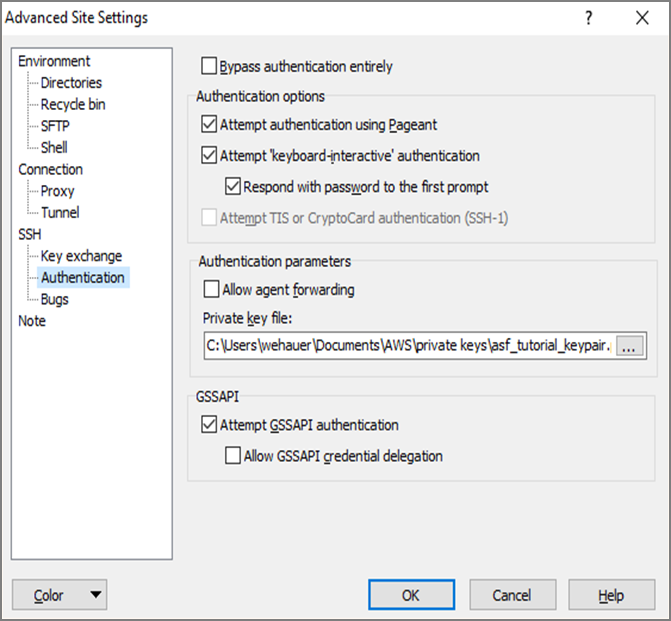 Advanced Site Settings ?
Environment
Directories
Recycle bin
SFTP
Shell
Connection
Proxy
Tunnel
SSH
Key exchange
Authentication
Bugs
Note
Bypass authentication entirely
Authentication options
Attempt authentication using Pageant
Attempt 'keyboard-interactive' authentication
Respond with password to the first prompt
Attempt TIS or CryptoCard authentication (SSH-1)
Authentication parameters
Allow agent forwarding
Private key file:
C:\Users\wehauer\Documents\AWS\private keys\asf_tutorial_keypair. ...
GSSAPI
Attempt GSSAPI authentication
Allow GSSAPI credential delegation
Color OK Cancel Help